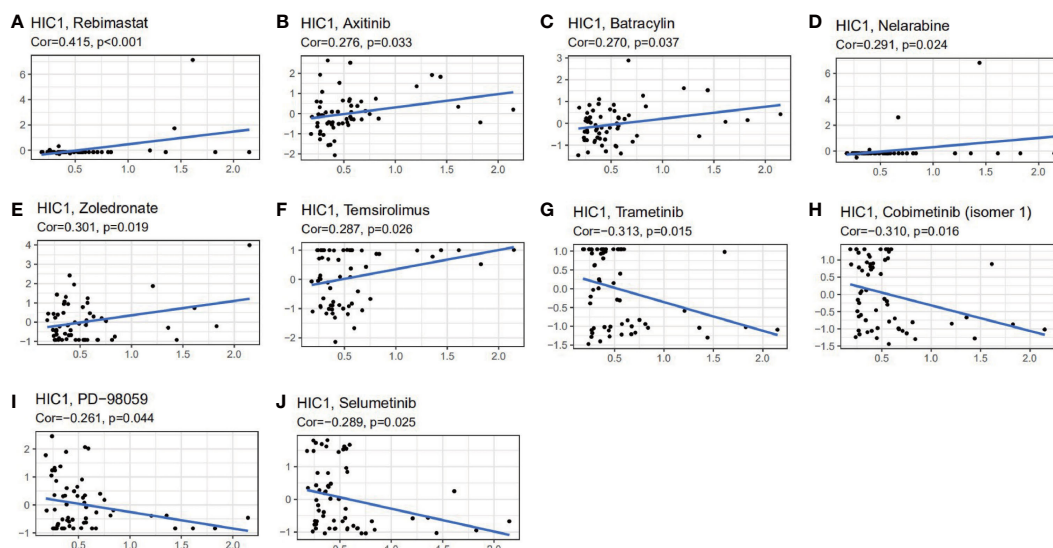 A HIC1, Rebimastat
Cor=0.415, p<0.001
6
4
2
0
0.5 1.0 1.5 2.0
B HIC1, Axitinib
Cor=0.276, p=0.033
2
1
0
−1
−2
0.5 1.0 1.5 2.0
C HIC1, Batracylin
Cor=0.270, p=0.037
3
2
1
0
−1
0.5 1.0 1.5 2.0
D HIC1, Nelarabine
Cor=0.291, p=0.024
6
4
2
0
0.5 1.0 1.5 2.0
E HIC1, Zoledronate
Cor=0.301, p=0.019
4
3
2
1
0
−1
0.5 1.0 1.5 2.0
F HIC1, Temsirolimus
Cor=0.287, p=0.026
1
0
−1
−2
0.5 1.0 1.5 2.0
G HIC1, Trametinib
Cor=−0.313, p=0.015
1.0
0.5
0.0
−0.5
−1.0
−1.5
0.5 1.0 1.5 2.0
H HIC1, Cobimetinib (isomer 1)
Cor=−0.310, p=0.016
1.0
0.5
0.0
−0.5
−1.0
−1.5
0.5 1.0 1.5 2.0
I HIC1, PD−98059
Cor=−0.261, p=0.044
2
1
0
−1
0.5 1.0 1.5 2.0
J HIC1, Selumetinib
Cor=−0.289, p=0.025
1
0
−1
0.5 1.0 1.5 2.0